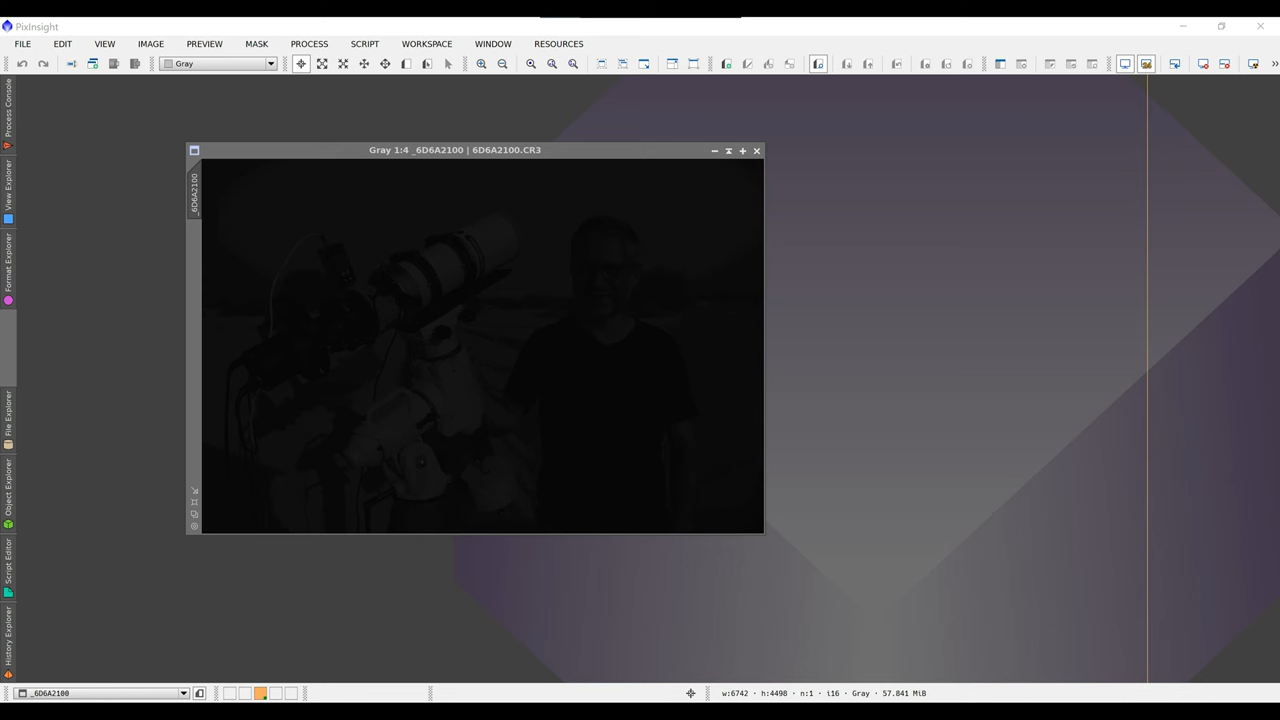 PixInsight
FILE EDIT VIEW IMAGE PREVIEW MASK PROCESS SCRIPT WORKSPACE WINDOW RESOURCES
Gray
Process Console
View Explorer
Format Explorer
File Explorer
Object Explorer
Script Editor
History Explorer
Gray 1:4 _6D6A2100 | 6D6A2100.CR3
_6D6A2100
_6D6A2100
w:6742 · h:4498 · n:1 · i16 · Gray · 57.841 MiB